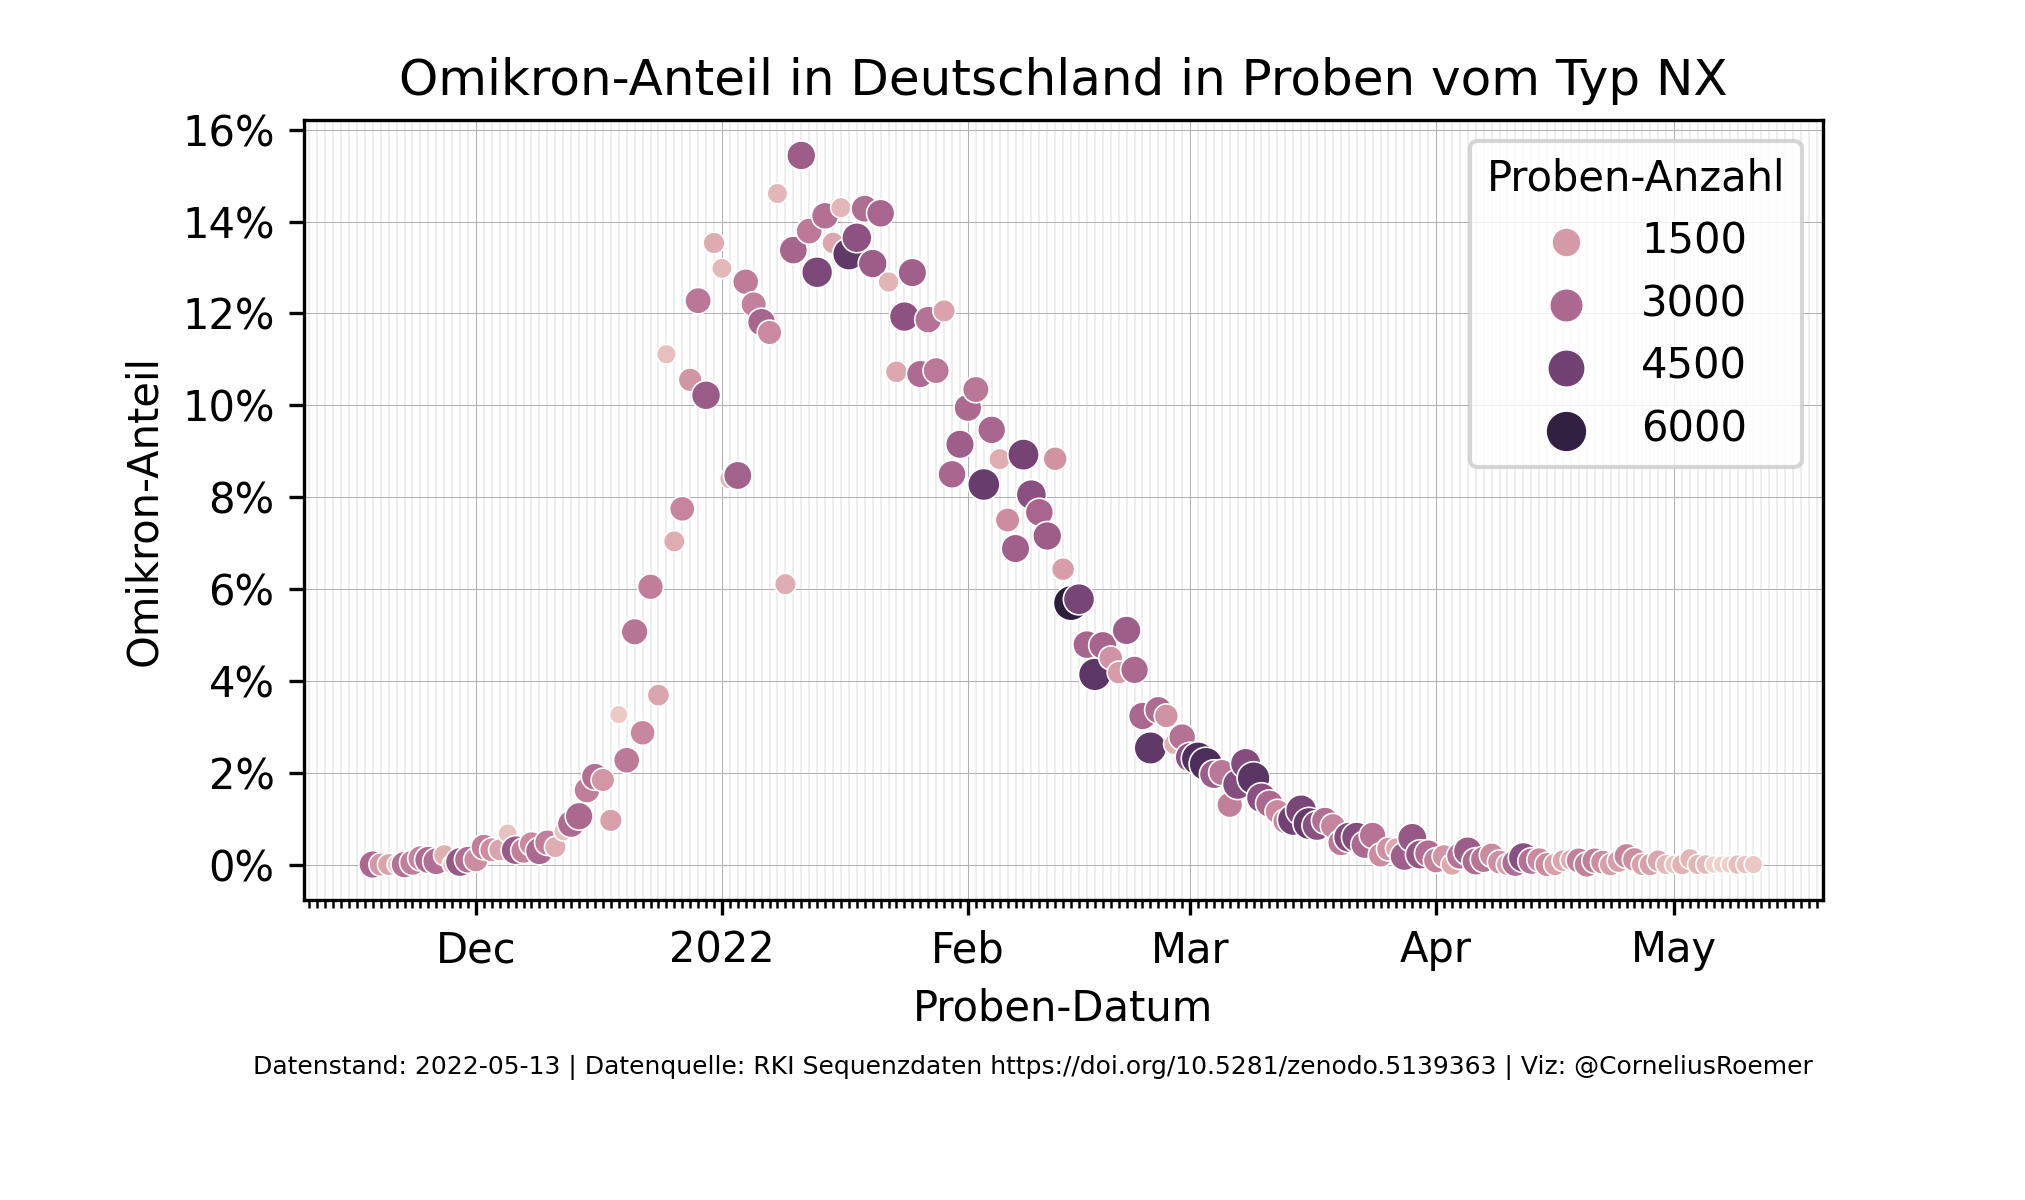 Omikron-Anteil in Deutschland in Proben vom Typ NX
Omikron-Anteil
16%
14%
12%
10%
8%
6%
4%
2%
0%
Proben-Anzahl
1500
3000
4500
6000
Dec 2022 Feb Mar Apr May
Proben-Datum
Datenstand: 2022-05-13 | Datenquelle: RKI Sequenzdaten https://doi.org/10.5281/zenodo.5139363 | Viz: @CorneliusRoemer